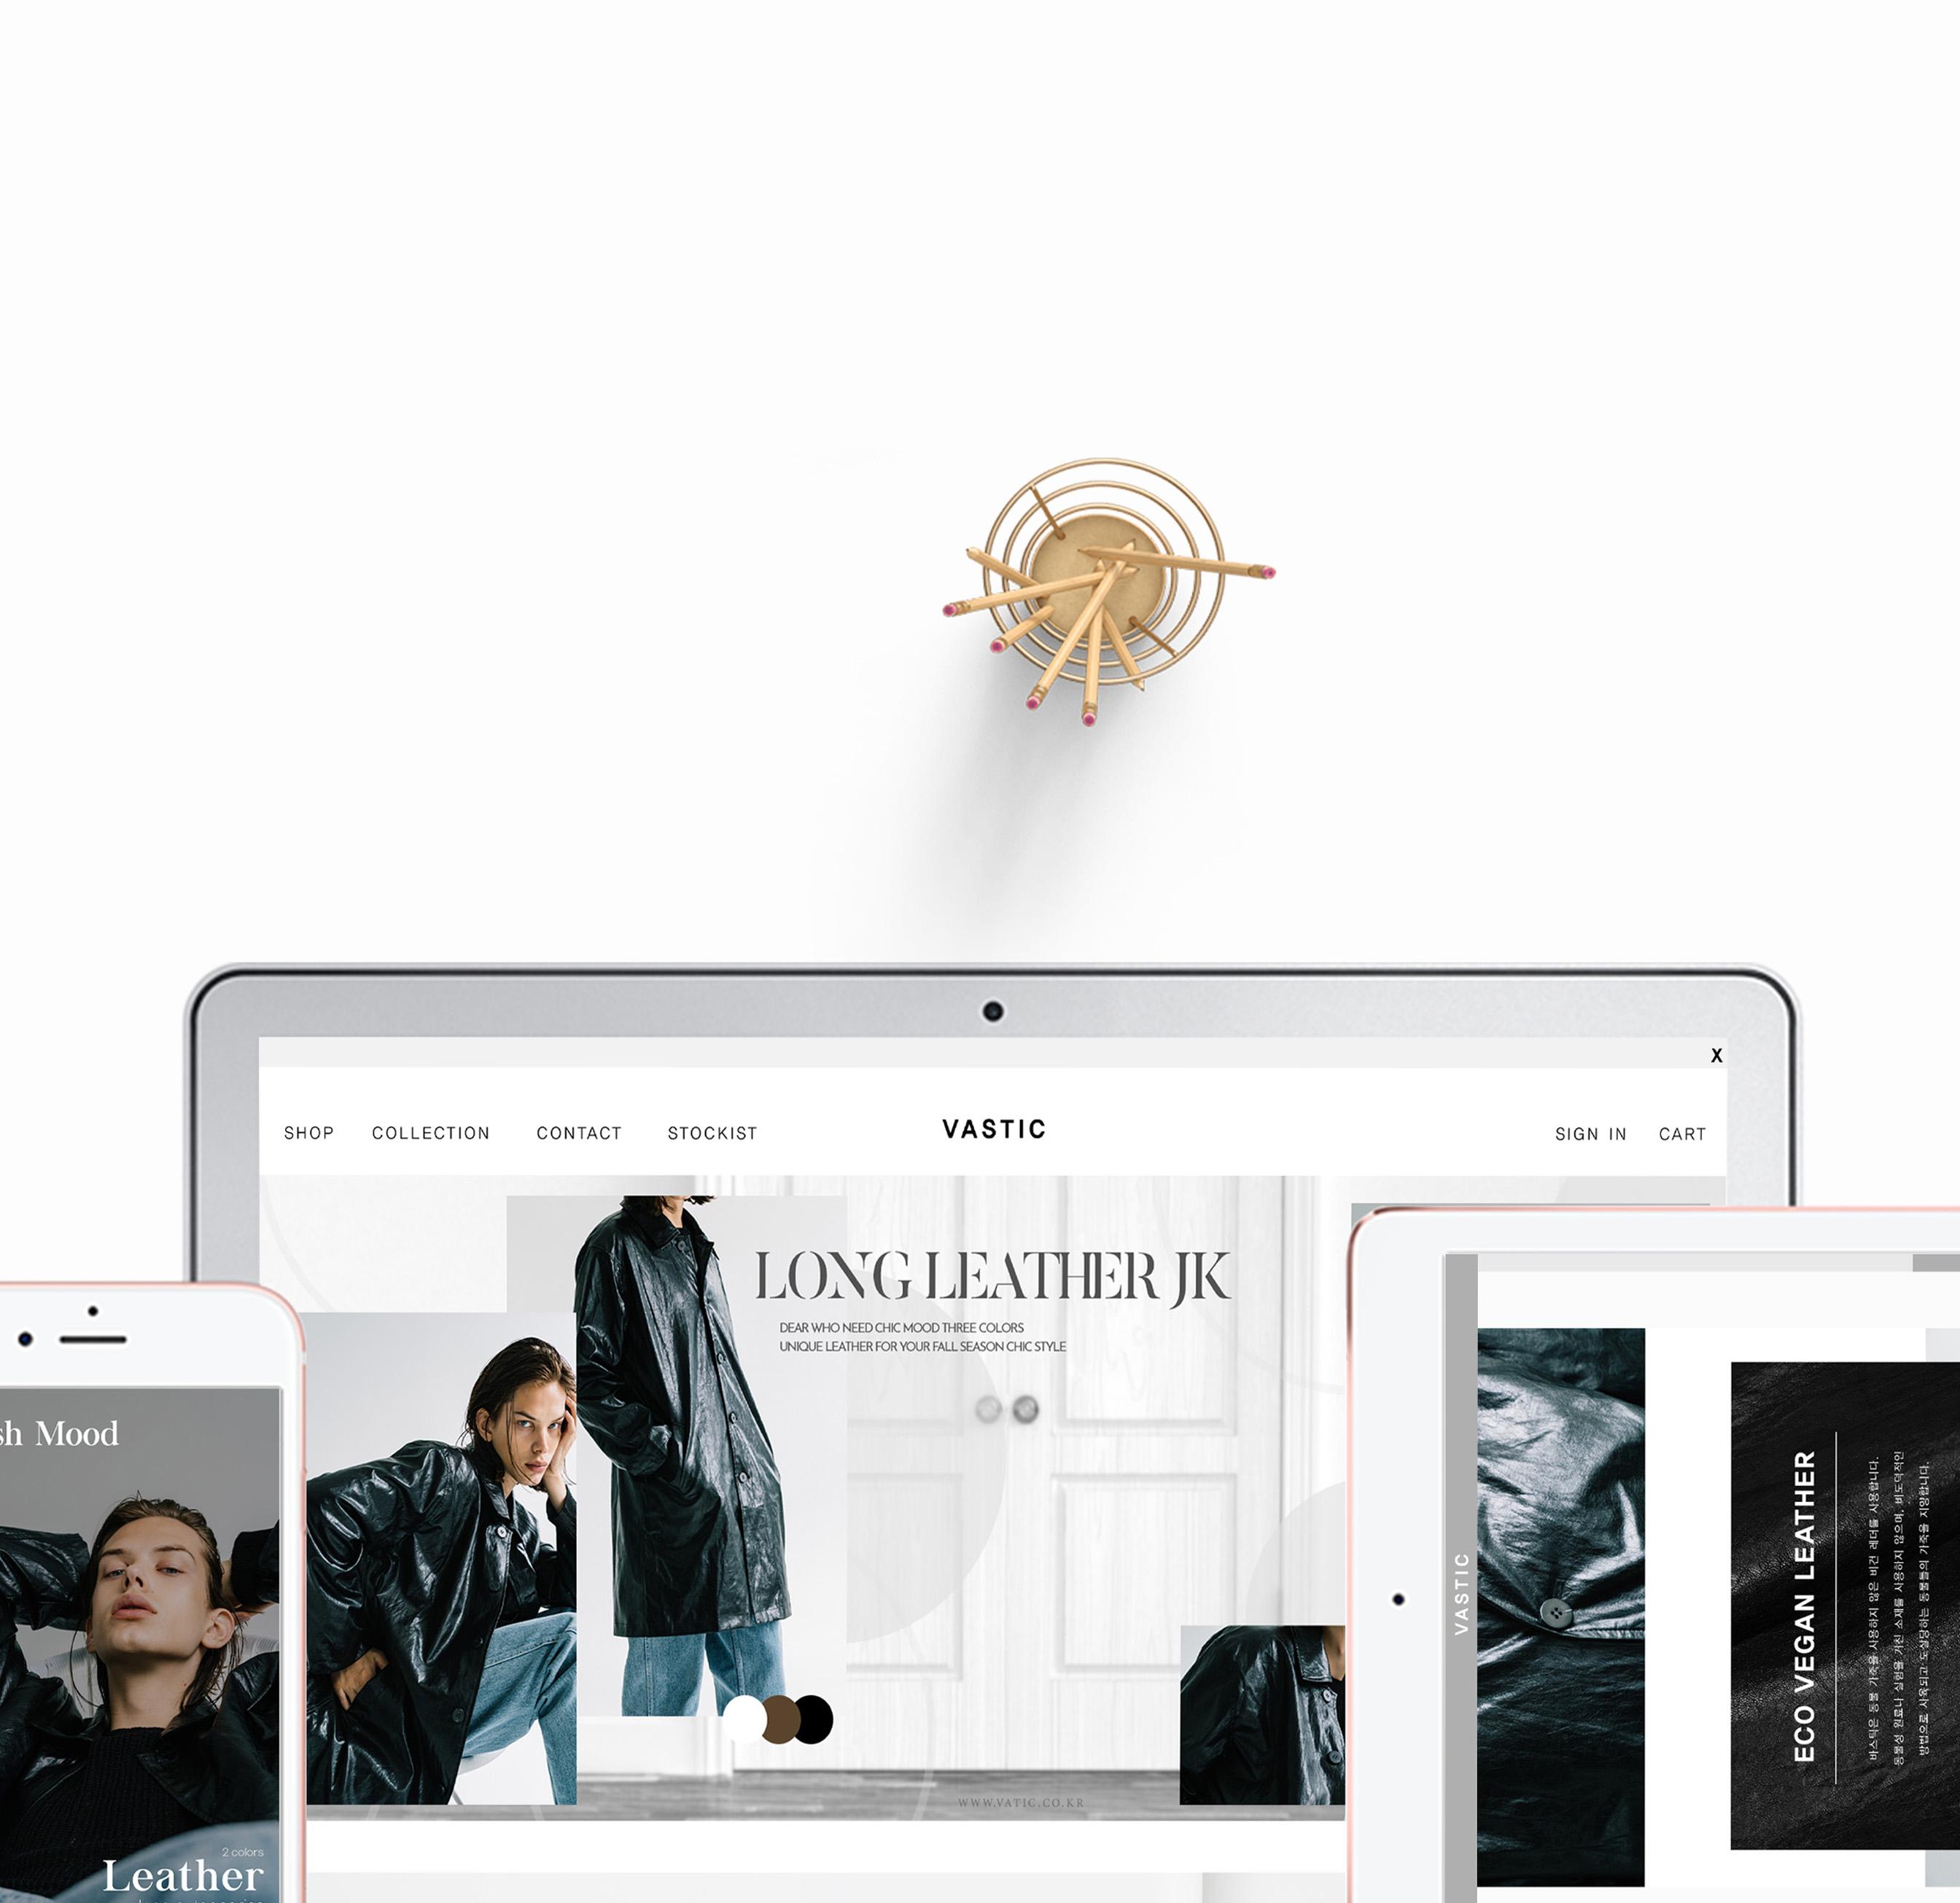 X
SHOP COLLECTION CONTACT STOCKIST VASTIC SIGN IN CART
LONG LEATHER JK
DEAR WHO NEED CHIC MOOD THREE COLORS
UNIQUE LEATHER FOR YOUR FALL SEASON CHIC STYLE
WWW.VATIC.CO.KR
sh Mood
2 colors
Leather
VASTIC
ECO VEGAN LEATHER
바스틱은 동물 가죽을 사용하지 않은 비건 레더를 사용합니다.
동물성 원료나 실험을 거친 소재를 사용하지 않으며, 비도덕적인
방법으로 사육되고 도살당하는 동물들의 가죽을 지양합니다.